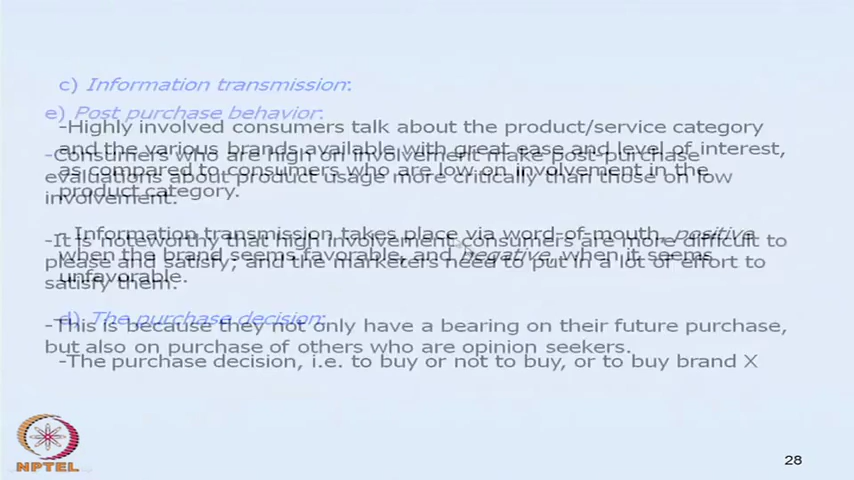 c) Information transmission:
-Highly involved consumers talk about the product/service category
and the various brands available with great ease and level of interest,
as compared to consumers who are low on involvement in the
product category.
- Information transmission takes place via word-of-mouth, positive
when the brand seems favorable, and negative, when it seems
unfavorable.
d) The purchase decision:
-The purchase decision, i.e. to buy or not to buy, or to buy brand X
e) Post purchase behavior:
-Consumers who are high on involvement make post-purchase
evaluations about product usage more critically than those on low
involvement.
-It is noteworthy that high involvement consumers are more difficult to
please and satisfy; and the marketers need to put in a lot of effort to
satisfy them.
-This is because they not only have a bearing on their future purchase,
but also on purchase of others who are opinion seekers.
NPTEL
28